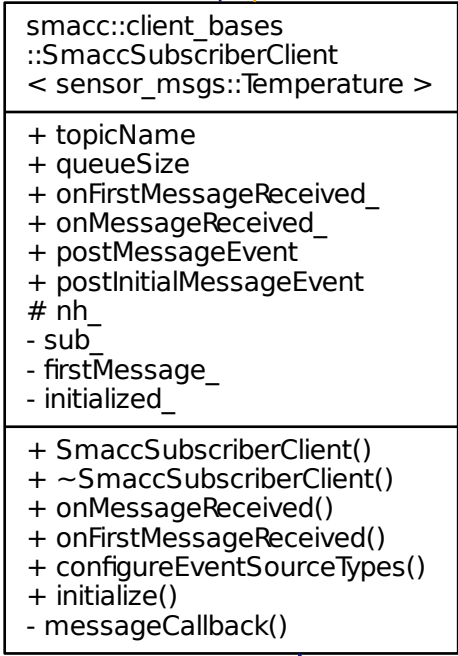 smacc::client_bases
::SmaccSubscriberClient
< sensor_msgs::Temperature >
+ topicName
+ queueSize
+ onFirstMessageReceived_
+ onMessageReceived_
+ postMessageEvent
+ postInitialMessageEvent
# nh_
- sub_
- firstMessage_
- initialized_
+ SmaccSubscriberClient()
+ ~SmaccSubscriberClient()
+ onMessageReceived()
+ onFirstMessageReceived()
+ configureEventSourceTypes()
+ initialize()
- messageCallback()